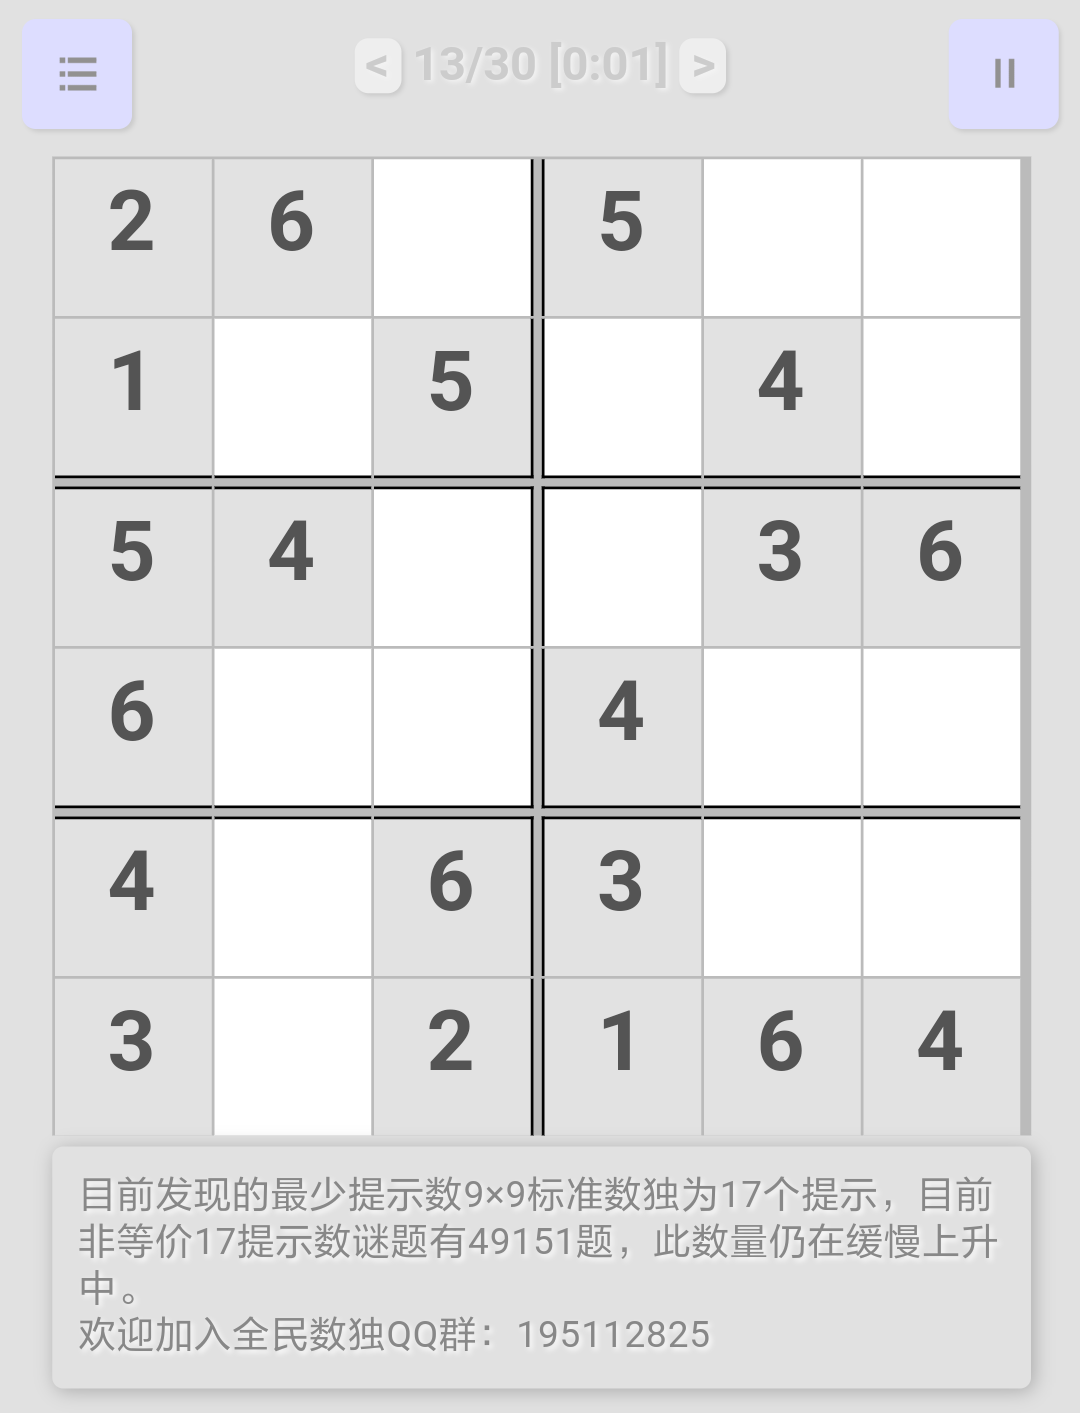 < 13/30 [0:01] >
2 6 5
1 5 4
5 4 3 6
6 4
4 6 3
3 2 1 6 4
目前发现的最少提示数9×9标准数独为17个提示，目前
非等价17提示数谜题有49151题，此数量仍在缓慢上升
中。
欢迎加入全民数独QQ群：195112825